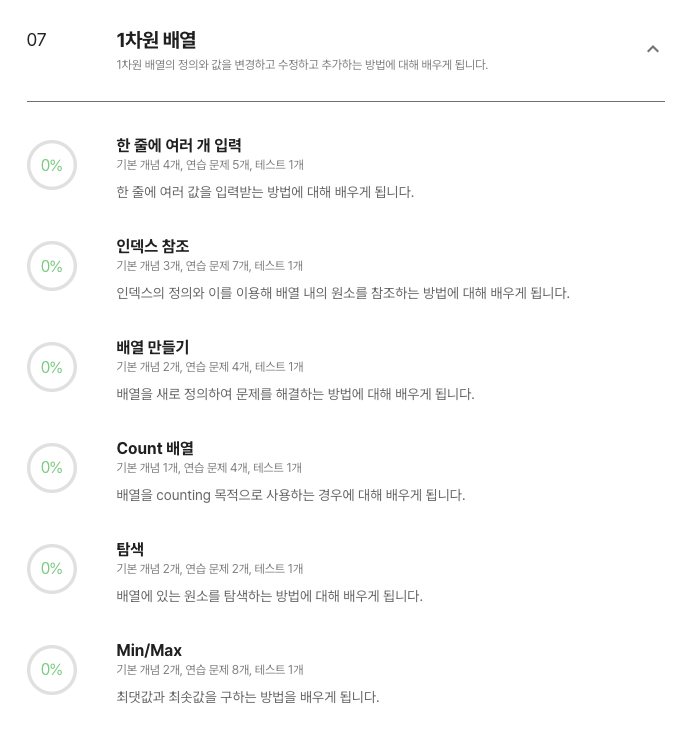 07
1차원 배열
1차원 배열의 정의와 값을 변경하고 수정하고 추가하는 방법에 대해 배우게 됩니다.
0%
한 줄에 여러 개 입력
기본 개념 4개, 연습 문제 5개, 테스트 1개
한 줄에 여러 값을 입력받는 방법에 대해 배우게 됩니다.
0%
인덱스 참조
기본 개념 3개, 연습 문제 7개, 테스트 1개
인덱스의 정의와 이를 이용해 배열 내의 원소를 참조하는 방법에 대해 배우게 됩니다.
0%
배열 만들기
기본 개념 2개, 연습 문제 4개, 테스트 1개
배열을 새로 정의하여 문제를 해결하는 방법에 대해 배우게 됩니다.
0%
Count 배열
기본 개념 1개, 연습 문제 4개, 테스트 1개
배열을 counting 목적으로 사용하는 경우에 대해 배우게 됩니다.
0%
탐색
기본 개념 2개, 연습 문제 2개, 테스트 1개
배열에 있는 원소를 탐색하는 방법에 대해 배우게 됩니다.
0%
Min/Max
기본 개념 2개, 연습 문제 8개, 테스트 1개
최댓값과 최솟값을 구하는 방법을 배우게 됩니다.